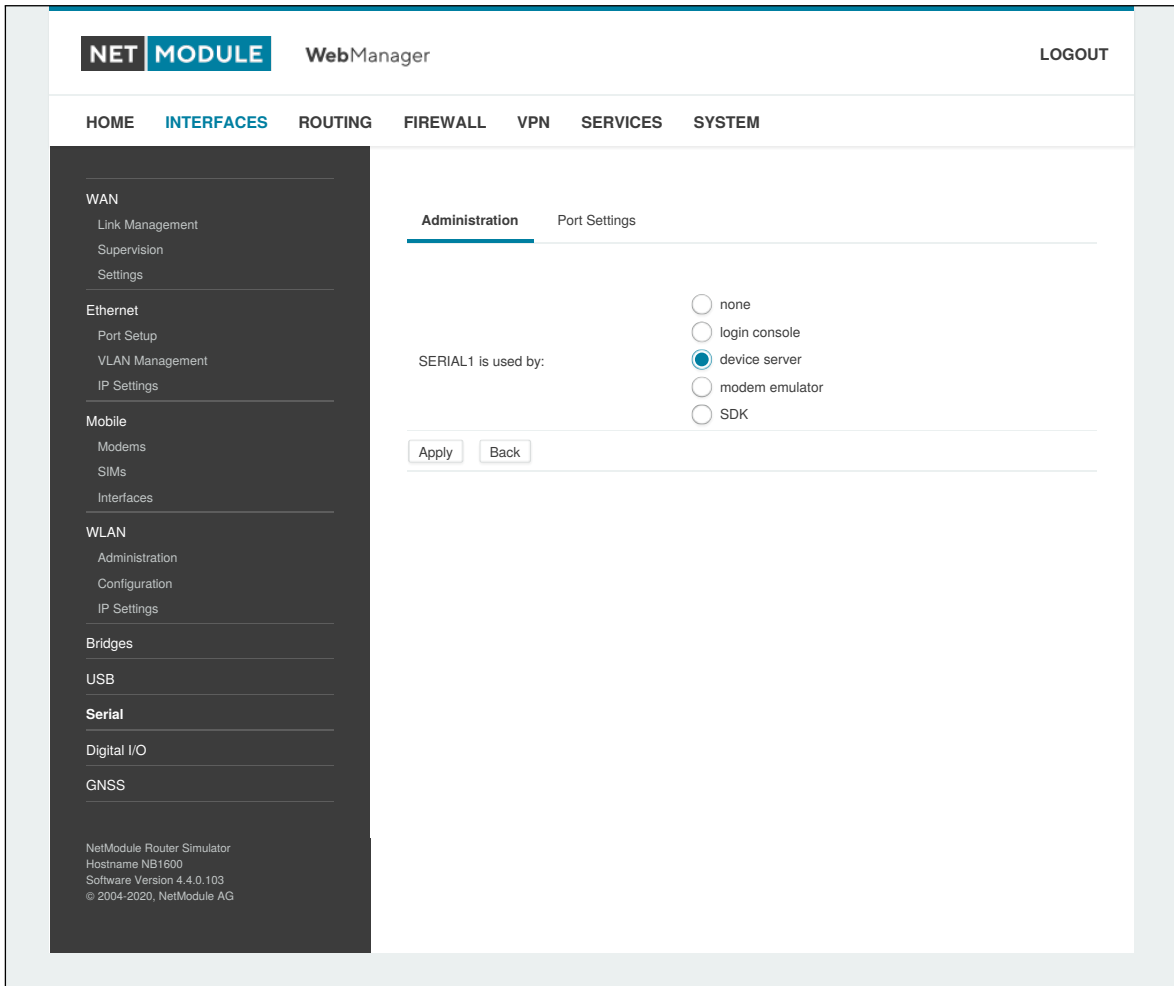 NET MODULE WebManager LOGOUT
HOME INTERFACES ROUTING FIREWALL VPN SERVICES SYSTEM
WAN
Link Management
Supervision
Settings
Ethernet
Port Setup
VLAN Management
IP Settings
Mobile
Modems
SIMs
Interfaces
WLAN
Administration
Configuration
IP Settings
Bridges
USB
Serial
Digital I/O
GNSS
NetModule Router Simulator
Hostname NB1600
Software Version 4.4.0.103
© 2004-2020, NetModule AG
Administration Port Settings
SERIAL1 is used by:
none
login console
device server
modem emulator
SDK
Apply Back